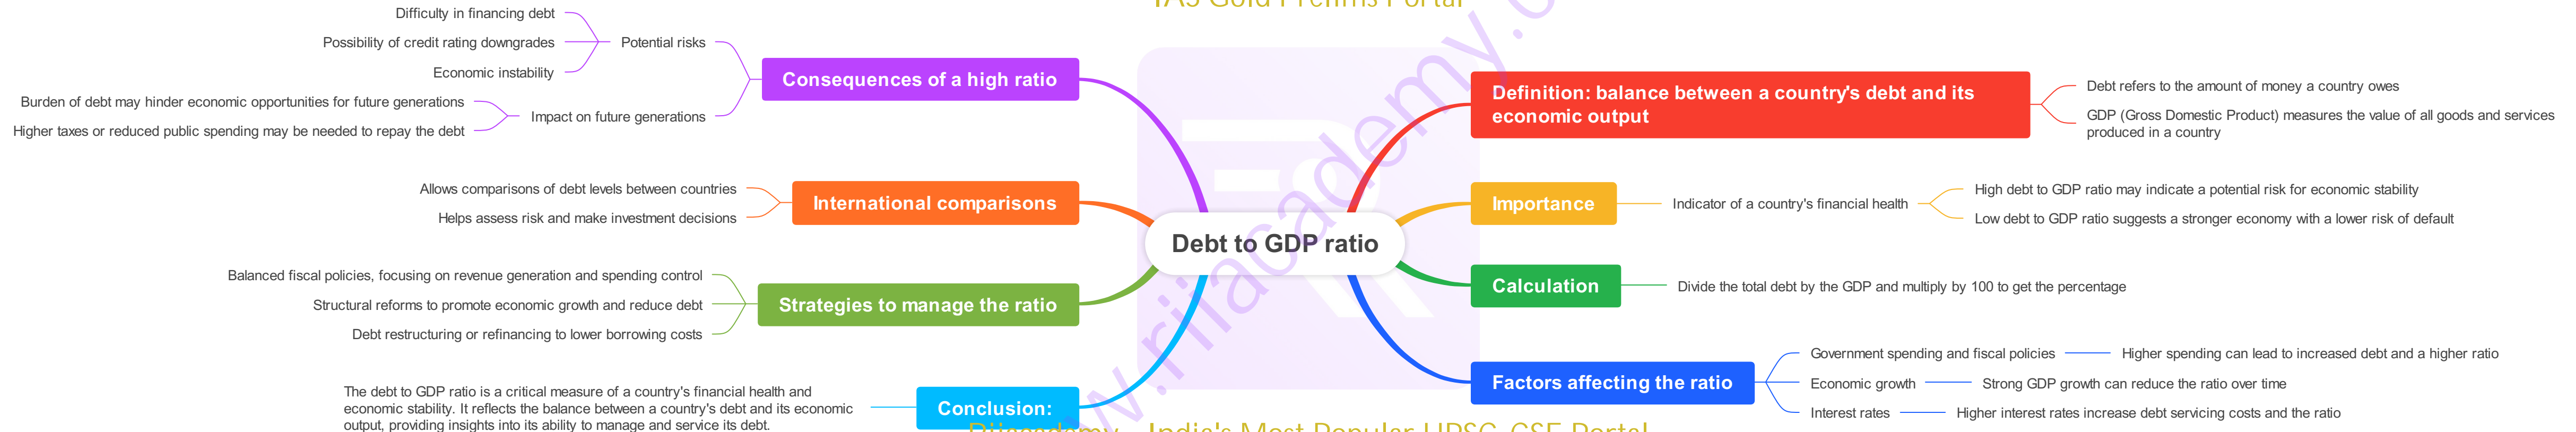 IAS Gold Prelims Portal
Debt to GDP ratio
Definition: balance between a country's debt and its
economic output
Debt refers to the amount of money a country owes
GDP (Gross Domestic Product) measures the value of all goods and services
produced in a country
Importance
Indicator of a country's financial health
High debt to GDP ratio may indicate a potential risk for economic stability
Low debt to GDP ratio suggests a stronger economy with a lower risk of default
Calculation
Divide the total debt by the GDP and multiply by 100 to get the percentage
Factors affecting the ratio
Government spending and fiscal policies
Higher spending can lead to increased debt and a higher ratio
Economic growth
Strong GDP growth can reduce the ratio over time
Interest rates
Higher interest rates increase debt servicing costs and the ratio
Consequences of a high ratio
Potential risks
Difficulty in financing debt
Possibility of credit rating downgrades
Economic instability
Impact on future generations
Burden of debt may hinder economic opportunities for future generations
Higher taxes or reduced public spending may be needed to repay the debt
International comparisons
Allows comparisons of debt levels between countries
Helps assess risk and make investment decisions
Strategies to manage the ratio
Balanced fiscal policies, focusing on revenue generation and spending control
Structural reforms to promote economic growth and reduce debt
Debt restructuring or refinancing to lower borrowing costs
Conclusion:
The debt to GDP ratio is a critical measure of a country's financial health and
economic stability. It reflects the balance between a country's debt and its economic
output, providing insights into its ability to manage and service its debt.
India's Most Popular UPSC CSE Portal